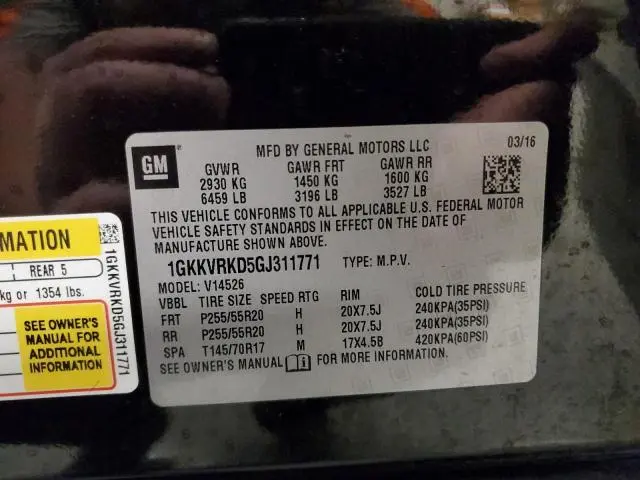 GM
MFD BY GENERAL MOTORS LLC
03/16
GVWR GAWR FRT GAWR RR
2930 KG 1450 KG 1600 KG
6459 LB 3196 LB 3527 LB
THIS VEHICLE CONFORMS TO ALL APPLICABLE U.S. FEDERAL MOTOR
VEHICLE SAFETY STANDARDS IN EFFECT ON THE DATE OF
MANUFACTURE SHOWN ABOVE.
1GKKVRKD5GJ311771 TYPE: M.P.V.
MODEL: V14526
VBBL TIRE SIZE SPEED RTG RIM COLD TIRE PRESSURE
FRT P255/55R20 H 20X7.5J 240KPA(35PSI)
RR P255/55R20 H 20X7.5J 240KPA(35PSI)
SPA T145/70R17 M 17X4.5B 420KPA(60PSI)
SEE OWNER'S MANUAL FOR MORE INFORMATION.
MATION
REAR 5
kg or 1354 lbs.
SEE OWNER'S
MANUAL FOR
ADDITIONAL
INFORMATION
1GKKVRKD5GJ311771